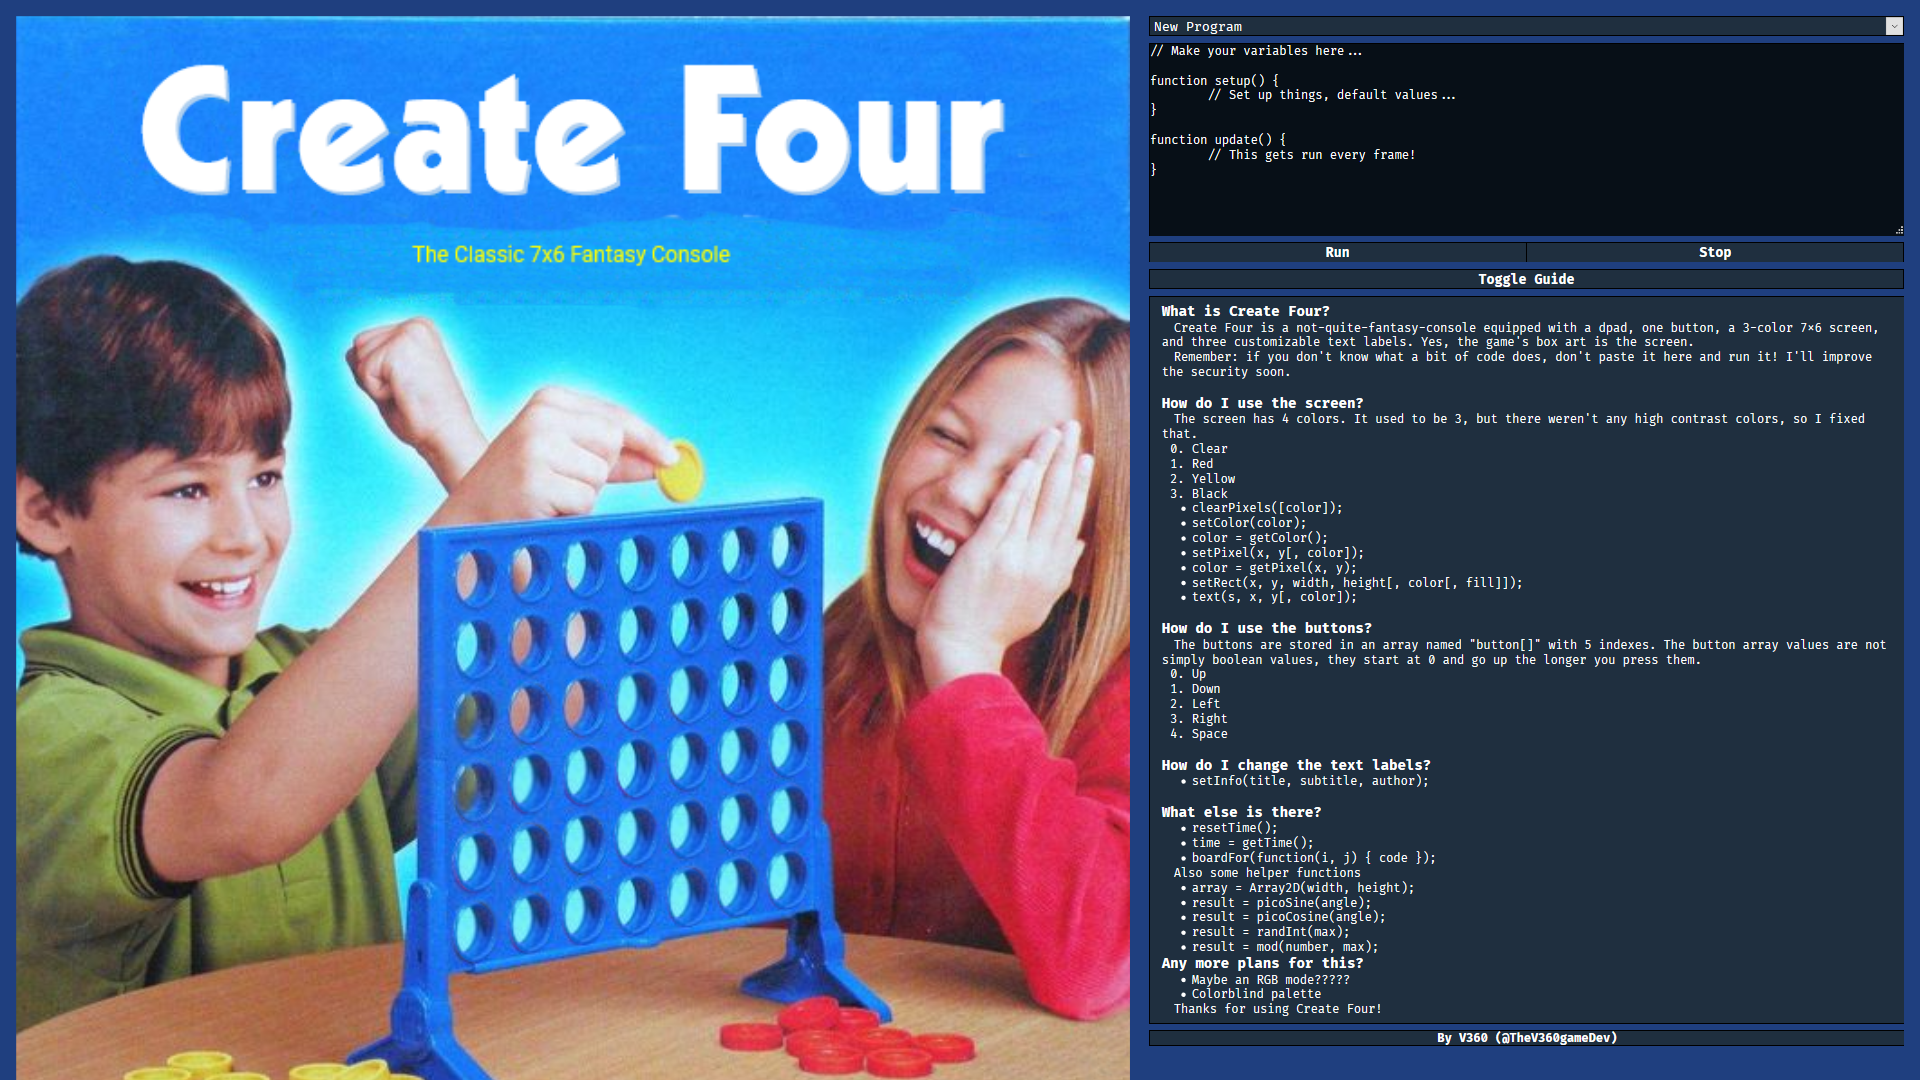 Create Four
The Classic 7x6 Fantasy Console
New Program
// Make your variables here...
function setup() {
// Set up things, default values...
}
function update() {
// This gets run every frame!
}
Run
Stop
Toggle Guide
What is Create Four?
Create Four is a not-quite-fantasy-console equipped with a dpad, one button, a 3-color 7×6 screen,
and three customizable text labels. Yes, the game's box art is the screen.
Remember: if you don't know what a bit of code does, don't paste it here and run it! I'll improve
the security soon.
How do I use the screen?
The screen has 4 colors. It used to be 3, but there weren't any high contrast colors, so I fixed
that.
0. Clear
1. Red
2. Yellow
3. Black
• clearPixels([color]);
• setColor(color);
• color = getColor();
• setPixel(x, y[, color]);
• color = getPixel(x, y);
• setRect(x, y, width, height[, color[, fill]]);
• text(s, x, y[, color]);
How do I use the buttons?
The buttons are stored in an array named "button[]" with 5 indexes. The button array values are not
simply boolean values, they start at 0 and go up the longer you press them.
0. Up
1. Down
2. Left
3. Right
4. Space
How do I change the text labels?
• setInfo(title, subtitle, author);
What else is there?
• resetTime();
• time = getTime();
• boardFor(function(i, j) { code });
Also some helper functions
• array = Array2D(width, height);
• result = picoSine(angle);
• result = picoCosine(angle);
• result = randInt(max);
• result = mod(number, max);
Any more plans for this?
• Maybe an RGB mode?????
• Colorblind palette
Thanks for using Create Four!
By V360 (@TheV360gameDev)